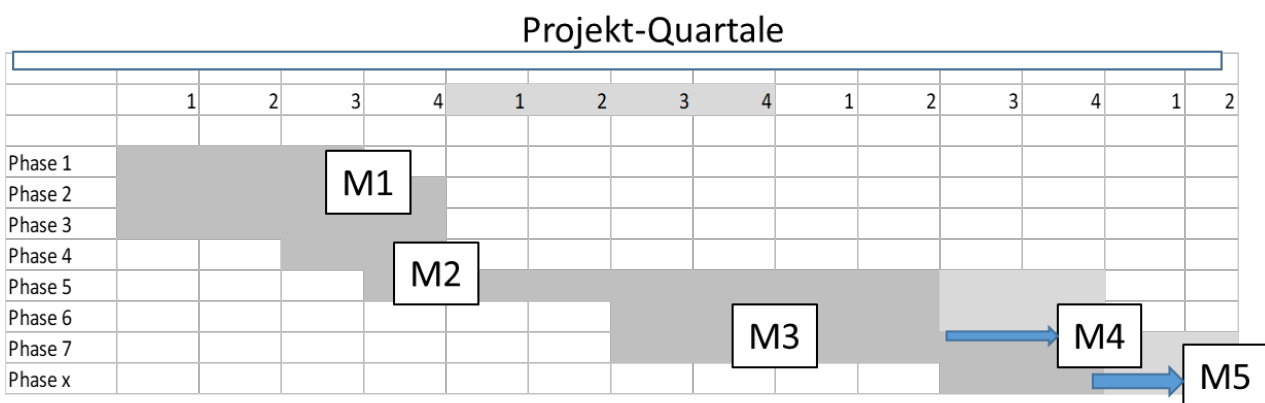 Projekt-Quartale
1 2 3 4 1 2 3 4 1 2 3 4 1 2
Phase 1
M1
Phase 2
Phase 3
Phase 4
M2
Phase 5
Phase 6
M3 M4
Phase 7
Phase x M5